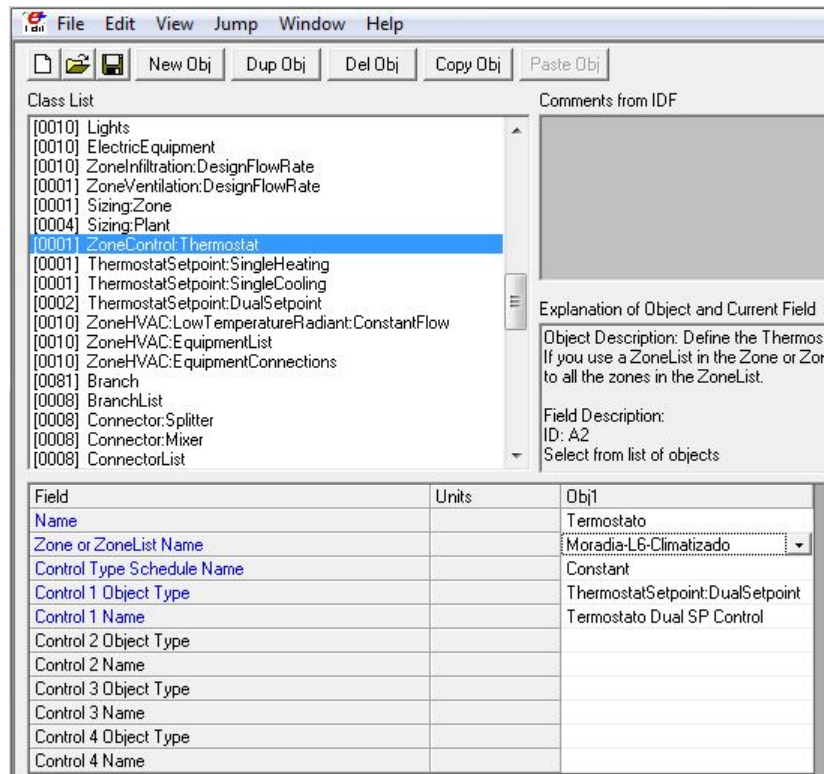 File Edit View Jump Window Help
New Obj Dup Obj Del Obj Copy Obj Paste Obj
Class List
[0010] Lights
[0010] ElectricEquipment
[0010] ZoneInfiltration:DesignFlowRate
[0001] ZoneVentilation:DesignFlowRate
[0001] Sizing:Zone
[0004] Sizing:Plant
[0001] ZoneControl:Thermostat
[0001] ThermostatSetpoint:SingleHeating
[0001] ThermostatSetpoint:SingleCooling
[0002] ThermostatSetpoint:DualSetpoint
[0010] ZoneHVAC:LowTemperatureRadiant:ConstantFlow
[0010] ZoneHVAC:EquipmentList
[0010] ZoneHVAC:EquipmentConnections
[0081] Branch
[0008] BranchList
[0008] Connector:Splitter
[0008] Connector:Mixer
[0008] ConnectorList
Comments from IDF
Explanation of Object and Current Field
Object Description: Define the Thermos
If you use a ZoneList in the Zone or Zor
to all the zones in the ZoneList.
Field Description:
ID: A2
Select from list of objects
Field Units Obj1
Name Termostato
Zone or ZoneList Name Moradia-L6-Climatizado
Control Type Schedule Name Constant
Control 1 Object Type ThermostatSetpoint:DualSetpoint
Control 1 Name Termostato Dual SP Control
Control 2 Object Type
Control 2 Name
Control 3 Object Type
Control 3 Name
Control 4 Object Type
Control 4 Name